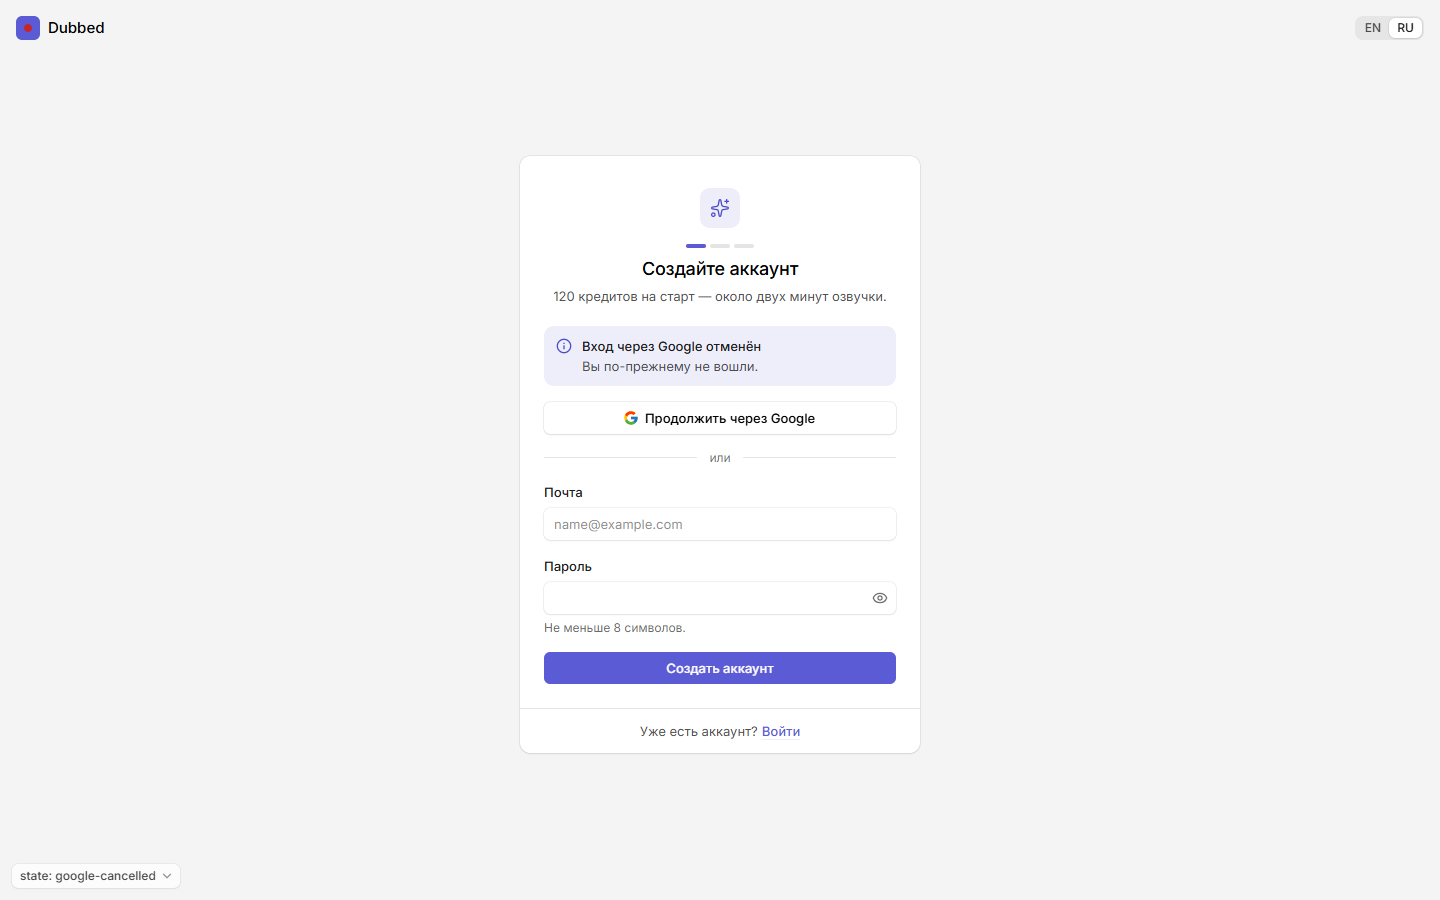 Dubbed
EN RU
Создайте аккаунт
120 кредитов на старт — около двух минут озвучки.
Вход через Google отменён
Вы по-прежнему не вошли.
Продолжить через Google
или
Почта
name@example.com
Пароль
Не меньше 8 символов.
Создать аккаунт
Уже есть аккаунт? Войти
state: google-cancelled